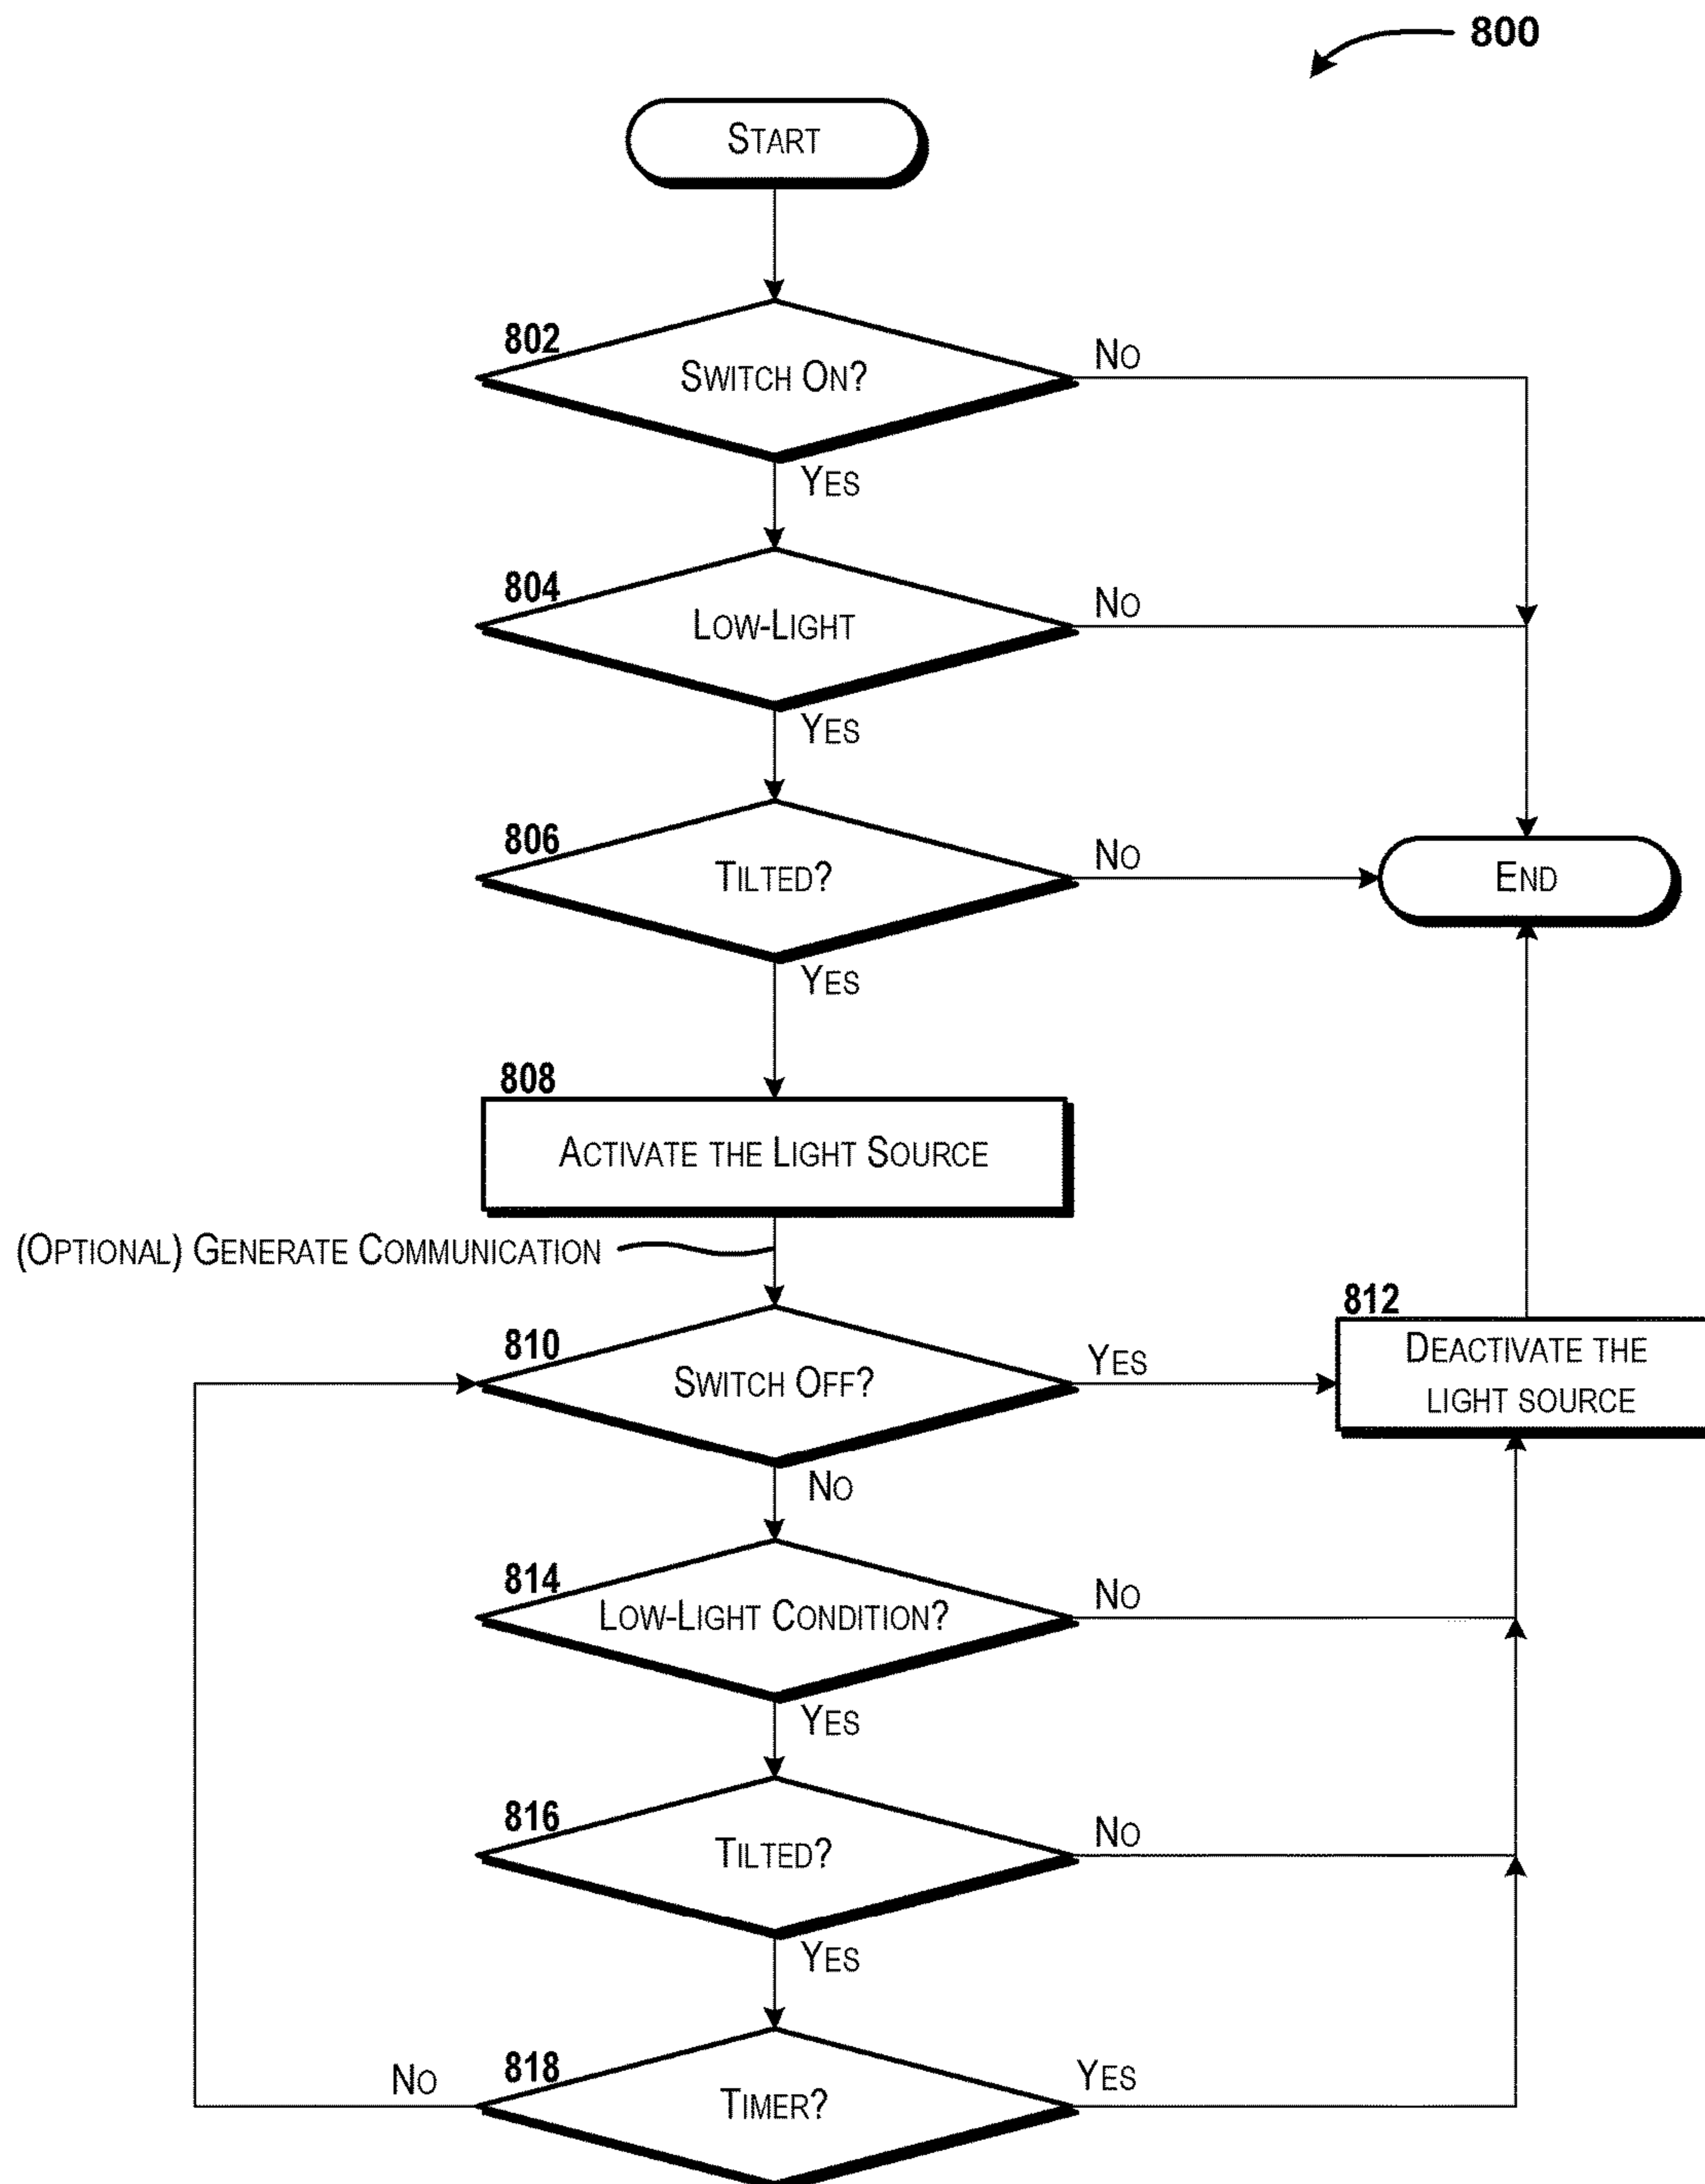 800
START
802
SWITCH ON?
NO
YES
804
LOW-LIGHT
NO
YES
806
TILTED?
NO
END
YES
808
ACTIVATE THE LIGHT SOURCE
(OPTIONAL) GENERATE COMMUNICATION
810
SWITCH OFF?
YES
812
DEACTIVATE THE
LIGHT SOURCE
NO
814
LOW-LIGHT CONDITION?
NO
YES
816
TILTED?
NO
YES
818
TIMER?
NO
YES